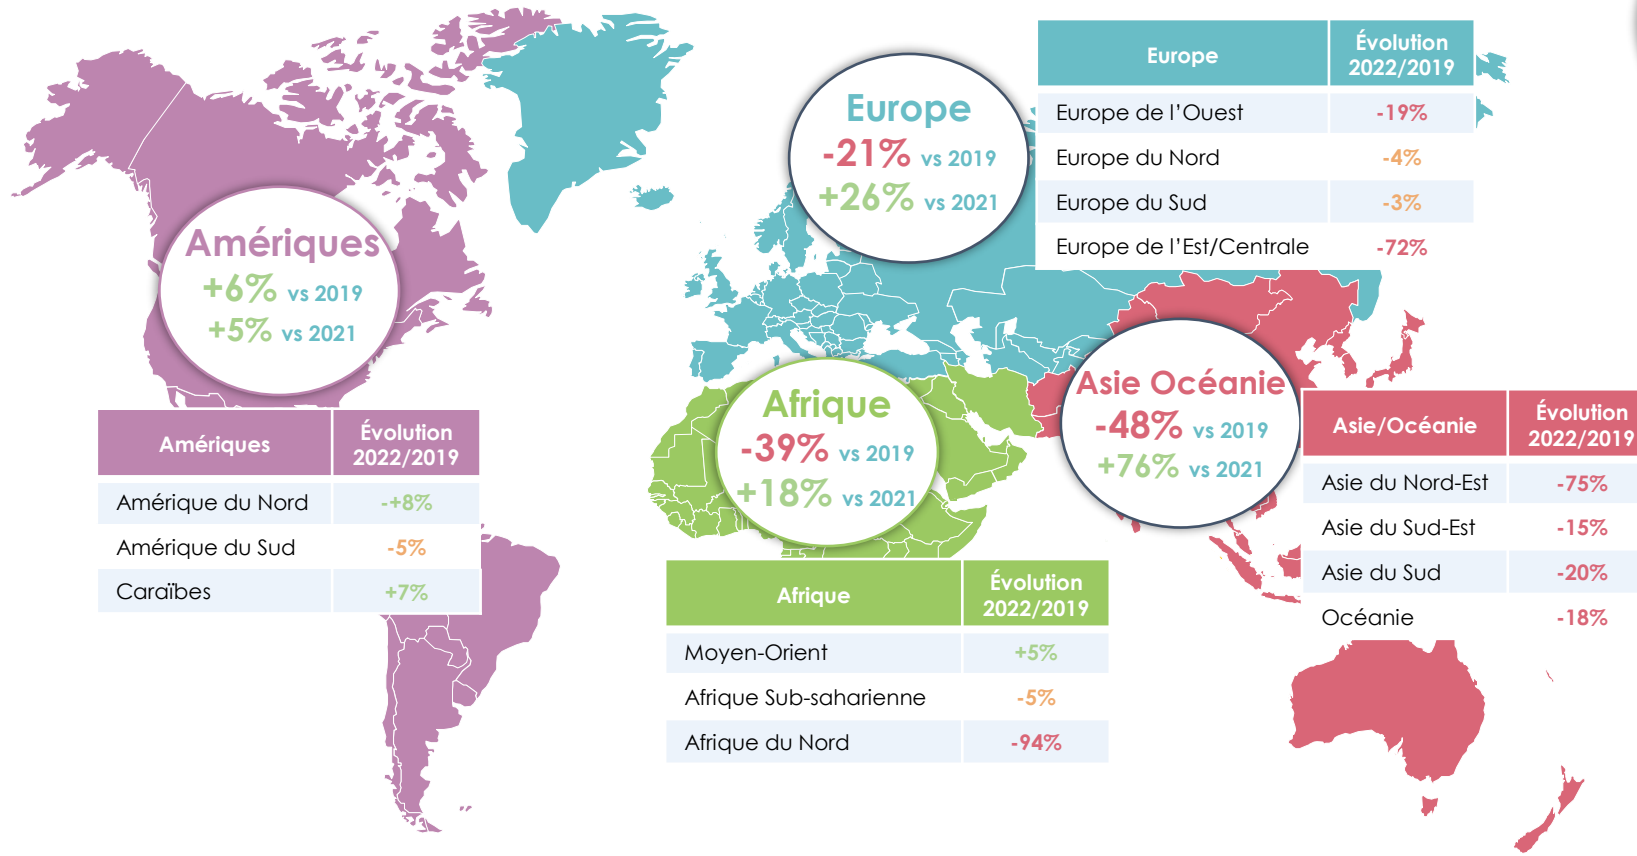 Europe
-21% vs 2019
+26% vs 2021
Europe Évolution 2022/2019
Europe de l'Ouest -19%
Europe du Nord -4%
Europe du Sud -3%
Europe de l'Est/Centrale -72%
Amériques
+6% vs 2019
+5% vs 2021
Amériques Évolution 2022/2019
Amérique du Nord -+8%
Amérique du Sud -5%
Caraïbes +7%
Afrique
-39% vs 2019
+18% vs 2021
Afrique Évolution 2022/2019
Moyen-Orient +5%
Afrique Sub-saharienne -5%
Afrique du Nord -94%
Asie Océanie
-48% vs 2019
+76% vs 2021
Asie/Océanie Évolution 2022/2019
Asie du Nord-Est -75%
Asie du Sud-Est -15%
Asie du Sud -20%
Océanie -18%